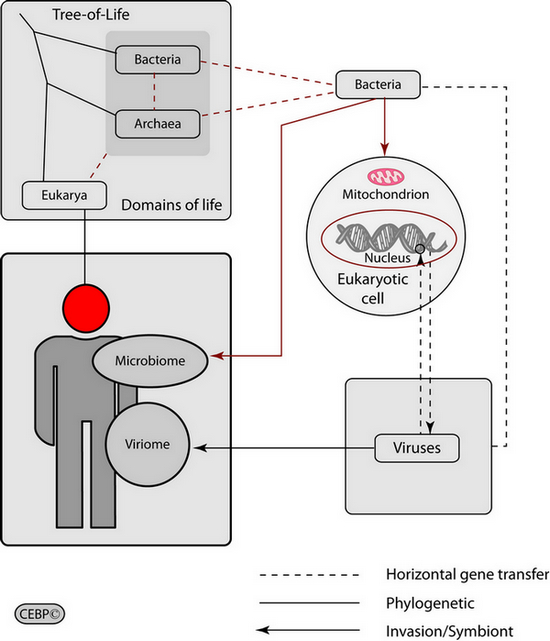 Tree-of-Life
Bacteria
Archaea
Eukarya
Domains of life
Bacteria
Mitochondrion
Nucleus
Eukaryotic
cell
Microbiome
Viriome
Viruses
Horizontal gene transfer
Phylogenetic
Invasion/Symbiont
CEBP©